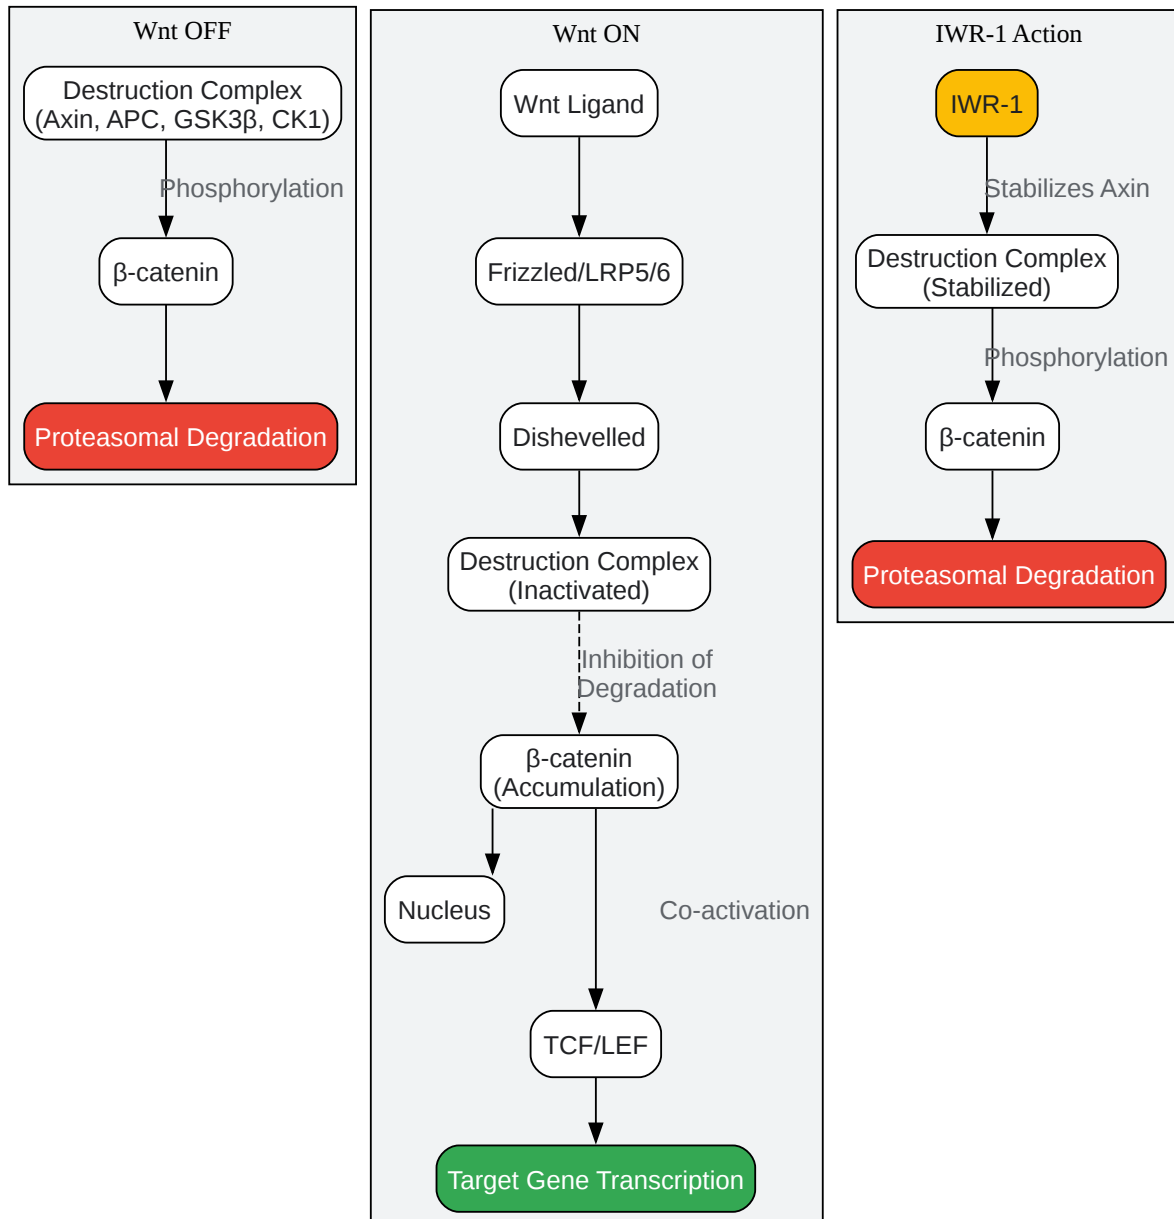 Wnt OFF
Destruction Complex
(Axin, APC, GSK3β, CK1)
Phosphorylation
β-catenin
Proteasomal Degradation
Wnt ON
Wnt Ligand
Frizzled/LRP5/6
Dishevelled
Destruction Complex
(Inactivated)
Inhibition of
Degradation
β-catenin
(Accumulation)
Nucleus
Co-activation
TCF/LEF
Target Gene Transcription
IWR-1 Action
IWR-1
Stabilizes Axin
Destruction Complex
(Stabilized)
Phosphorylation
β-catenin
Proteasomal Degradation